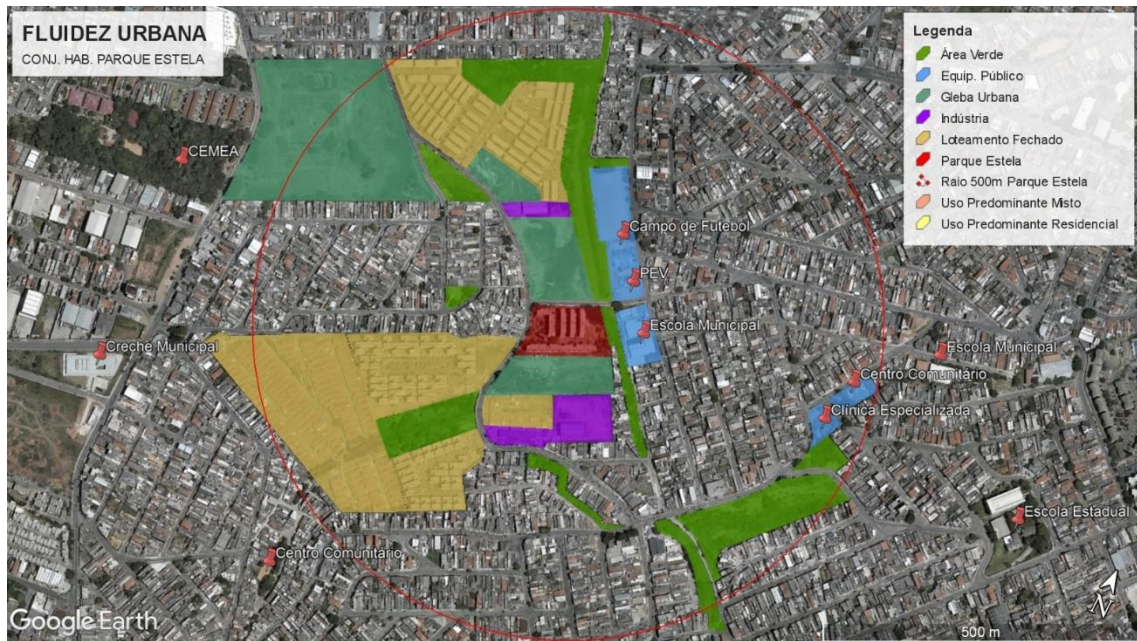 FLUIDEZ URBANA
CONJ. HAB. PARQUE ESTELA
Legenda
Área Verde
Equip. Público
Gleba Urbana
Indústria
Loteamento Fechado
Parque Estela
Raio 500m Parque Estela
Uso Predominante Misto
Uso Predominante Residencial
CEMEA
Campo de Futebol
PEV
Escola Municipal
Creche Municipal
Escola Municipal
Centro Comunitário
Clínica Especializada
Escola Estadual
Centro Comunitário
Google Earth
N
500 m